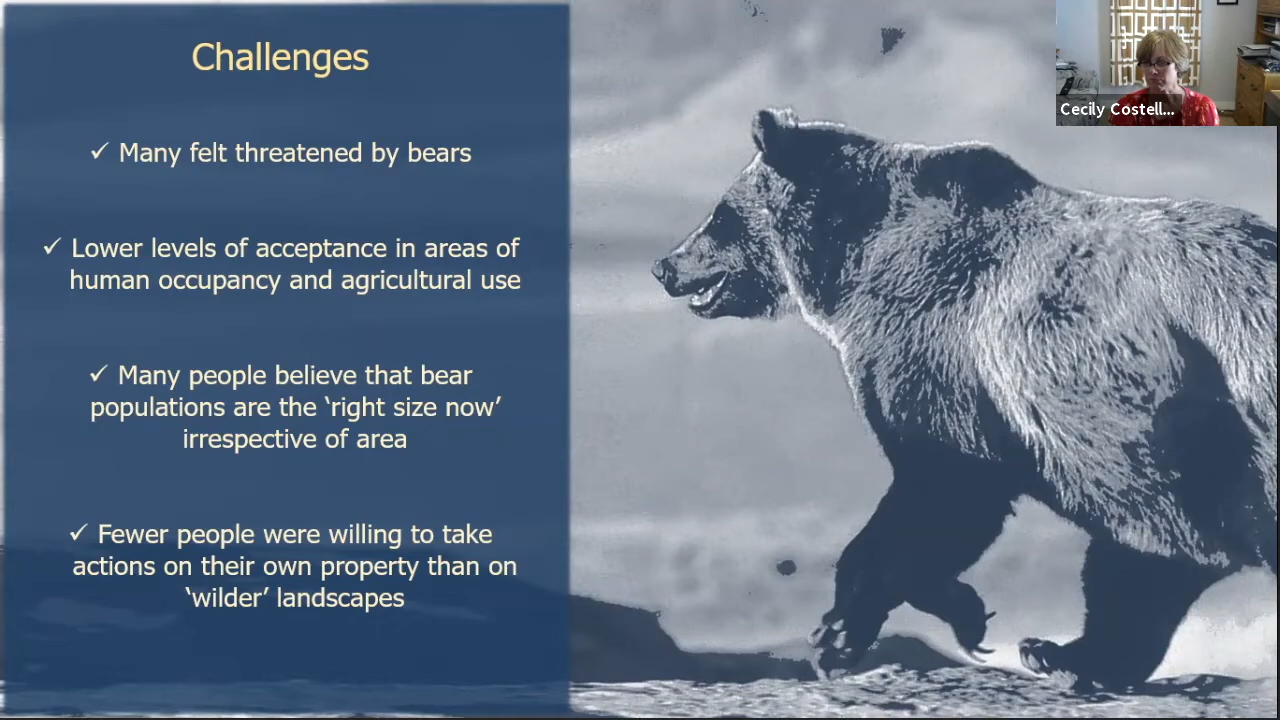 Challenges
✓ Many felt threatened by bears
✓ Lower levels of acceptance in areas of
human occupancy and agricultural use
✓ Many people believe that bear
populations are the ‘right size now’
irrespective of area
✓ Fewer people were willing to take
actions on their own property than on
‘wilder’ landscapes
Cecily Costell...